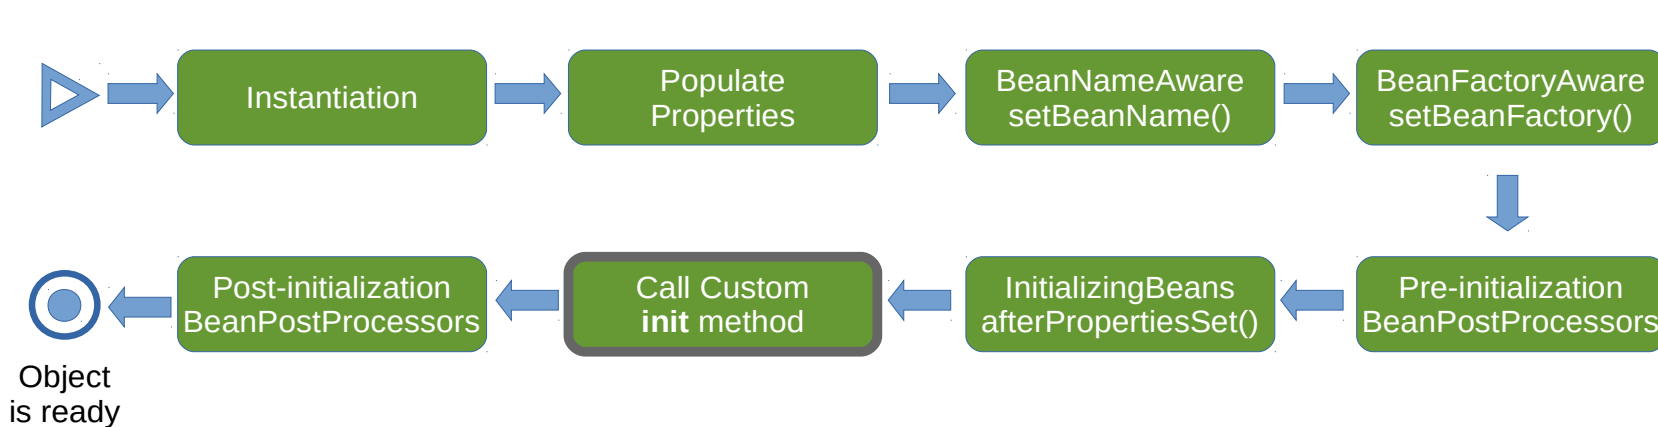 Instantiation
Populate
Properties
BeanNameAware
setBeanName()
BeanFactoryAware
setBeanFactory()
Post-initialization
BeanPostProcessors
Call Custom
init method
InitializingBeans
afterPropertiesSet()
Pre-initialization
BeanPostProcessors
Object
is ready